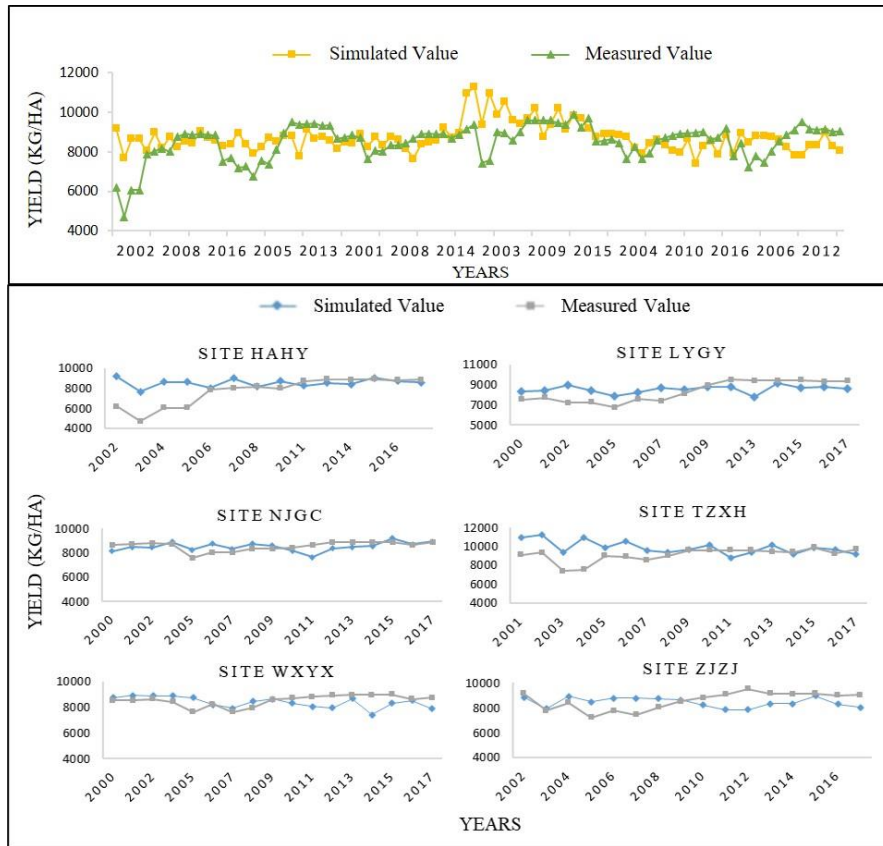 Simulated Value Measured Value
12000
10000
8000
6000
4000
YIELD (KG/HA)
2002 2008 2016 2005 2013 2001 2008 2014 2003 2009 2015 2004 2010 2016 2006 2012
YEARS
Simulated Value Measured Value
SITE HAHY
10000
8000
6000
4000
2002 2004 2006 2008 2011 2014 2016
SITE LYGY
11000
9000
7000
5000
2000 2002 2005 2007 2009 2011 2013 2015 2017
YIELD (KG/HA)
SITE NJGC
10000
8000
6000
4000
2000 2002 2005 2007 2009 2011 2013 2015 2017
SITE TZXH
12000
10000
8000
6000
4000
2001 2003 2005 2007 2009 2011 2013 2015 2017
SITE WXYX
10000
8000
6000
4000
2000 2002 2005 2007 2009 2011 2013 2015 2017
SITE ZJZJ
10000
8000
6000
4000
2002 2004 2006 2008 2010 2012 2014 2016
YEARS